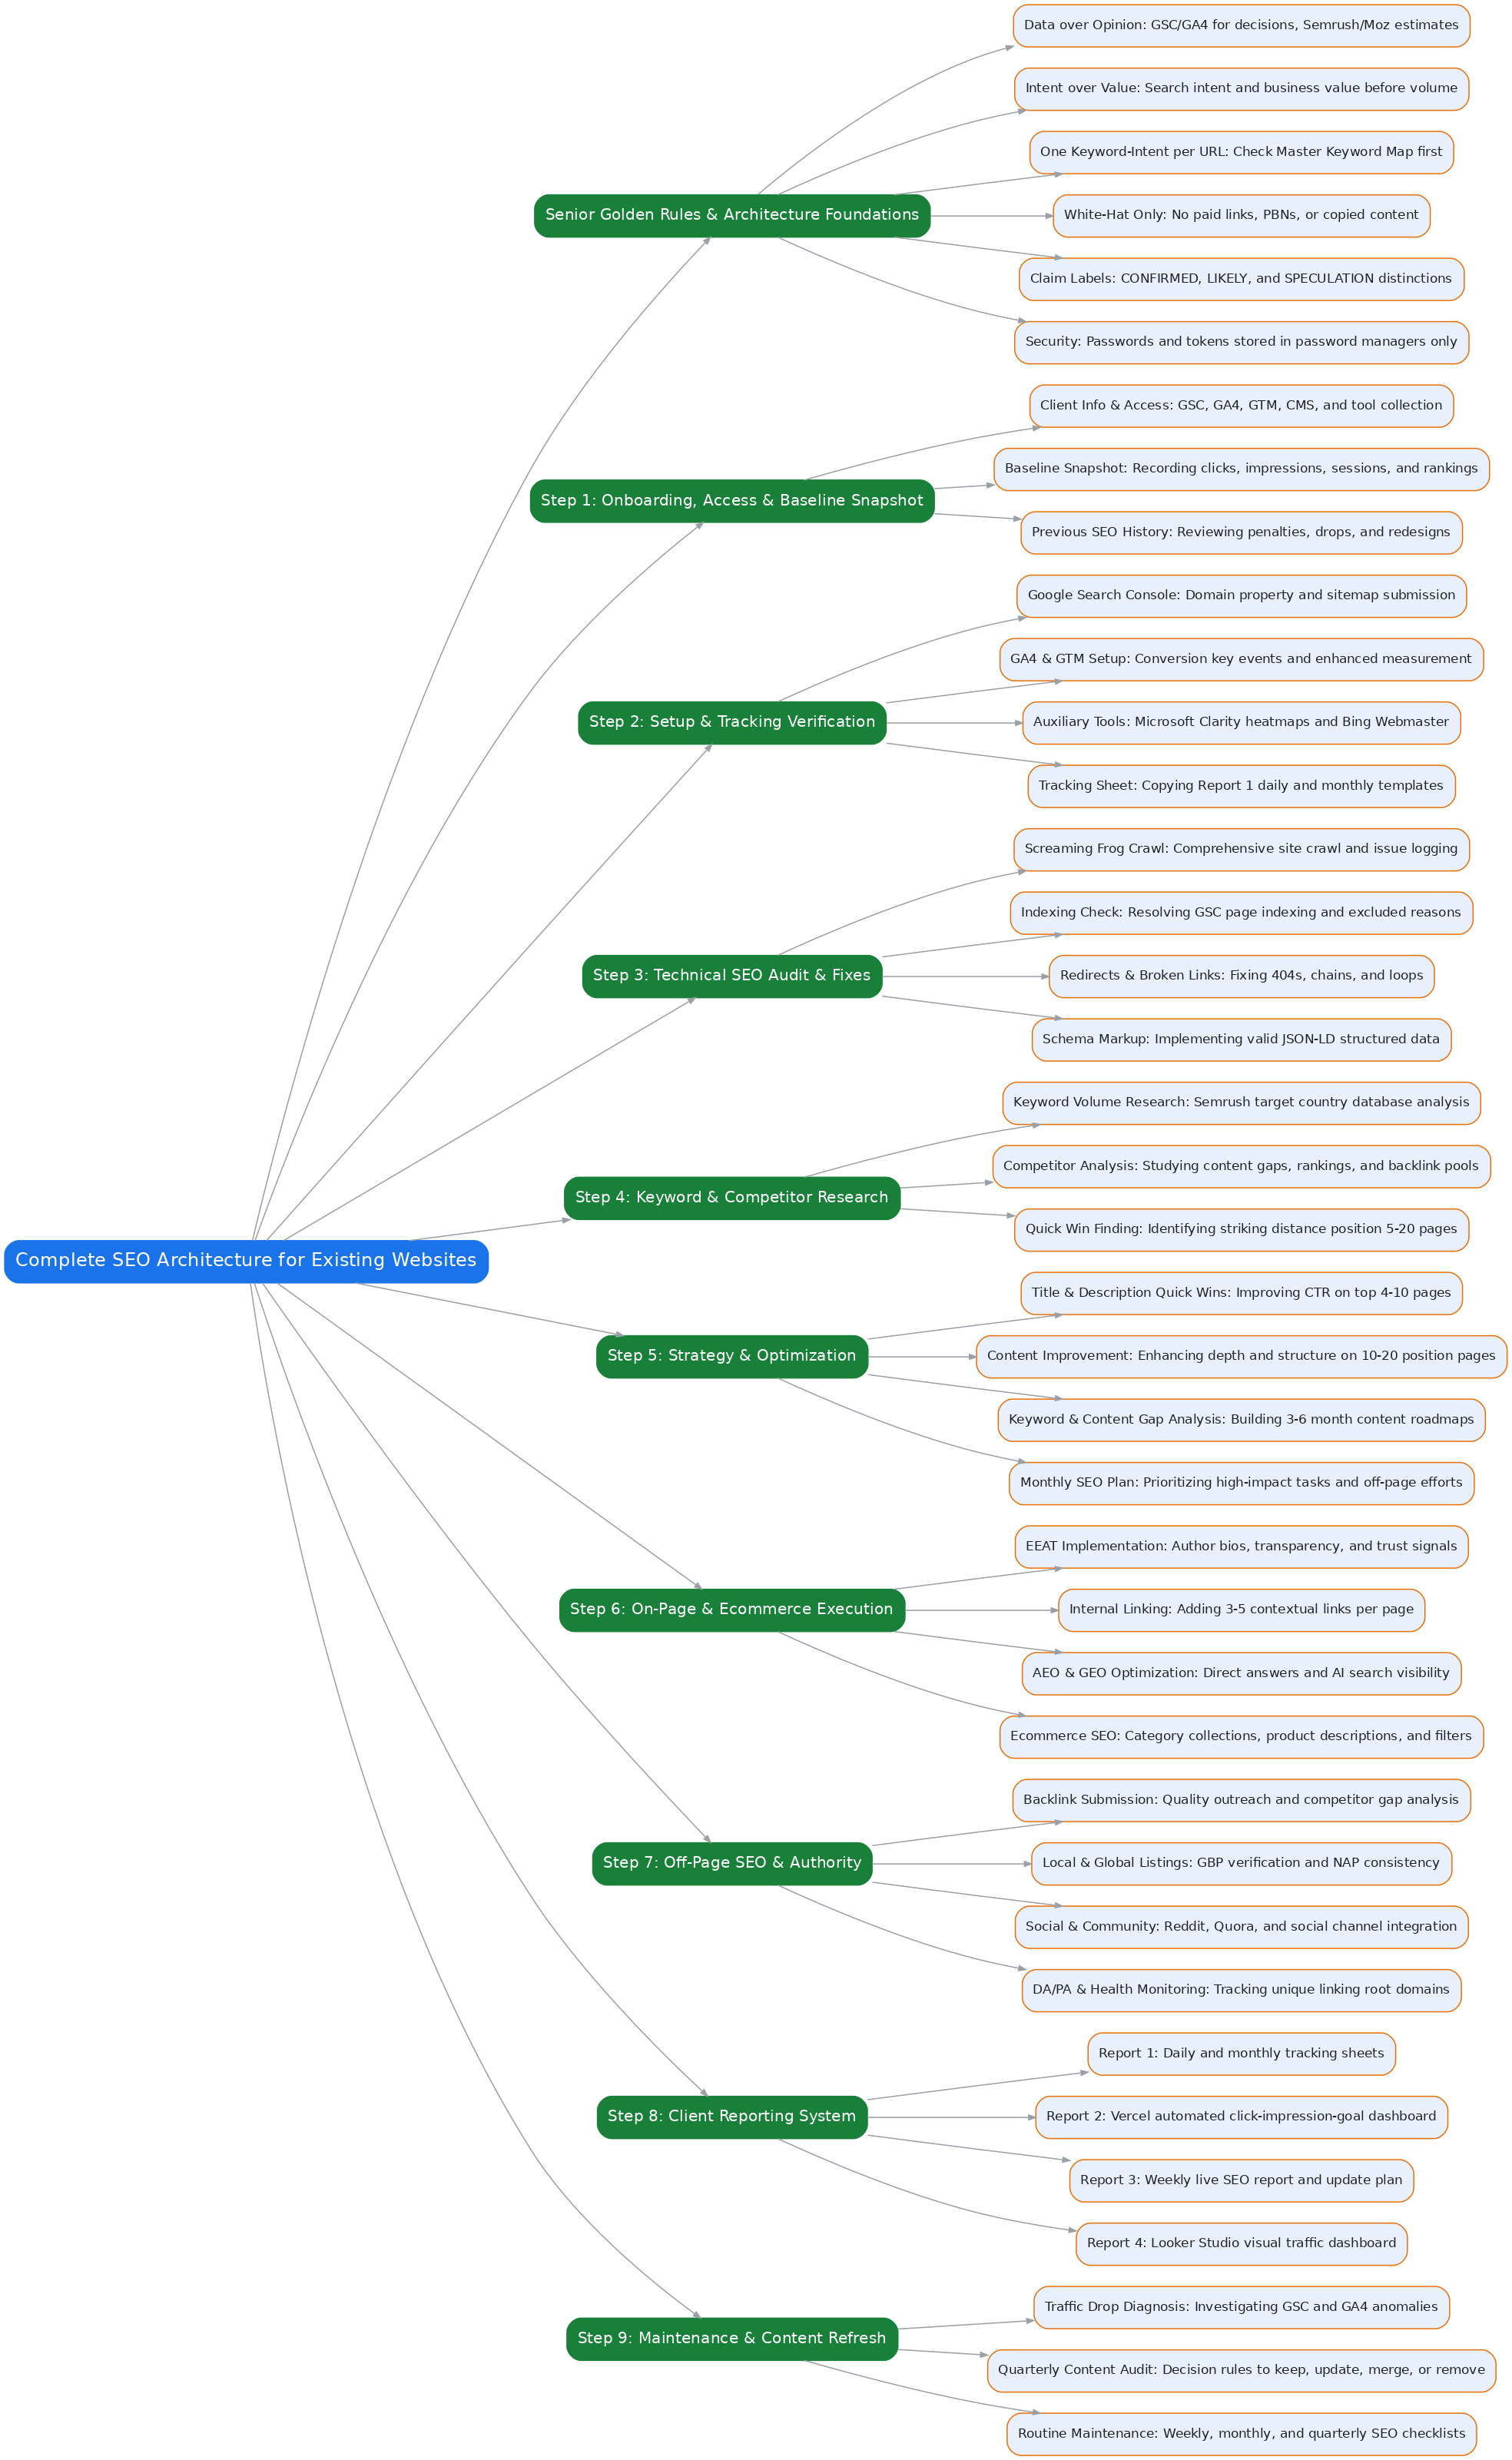 Complete SEO Architecture for Existing Websites
Senior Golden Rules & Architecture Foundations
Data over Opinion: GSC/GA4 for decisions, Semrush/Moz estimates
Intent over Value: Search intent and business value before volume
One Keyword-Intent per URL: Check Master Keyword Map first
White-Hat Only: No paid links, PBNs, or copied content
Claim Labels: CONFIRMED, LIKELY, and SPECULATION distinctions
Security: Passwords and tokens stored in password managers only
Step 1: Onboarding, Access & Baseline Snapshot
Client Info & Access: GSC, GA4, GTM, CMS, and tool collection
Baseline Snapshot: Recording clicks, impressions, sessions, and rankings
Previous SEO History: Reviewing penalties, drops, and redesigns
Step 2: Setup & Tracking Verification
Google Search Console: Domain property and sitemap submission
GA4 & GTM Setup: Conversion key events and enhanced measurement
Auxiliary Tools: Microsoft Clarity heatmaps and Bing Webmaster
Tracking Sheet: Copying Report 1 daily and monthly templates
Step 3: Technical SEO Audit & Fixes
Screaming Frog Crawl: Comprehensive site crawl and issue logging
Indexing Check: Resolving GSC page indexing and excluded reasons
Redirects & Broken Links: Fixing 404s, chains, and loops
Schema Markup: Implementing valid JSON-LD structured data
Step 4: Keyword & Competitor Research
Keyword Volume Research: Semrush target country database analysis
Competitor Analysis: Studying content gaps, rankings, and backlink pools
Quick Win Finding: Identifying striking distance position 5-20 pages
Step 5: Strategy & Optimization
Title & Description Quick Wins: Improving CTR on top 4-10 pages
Content Improvement: Enhancing depth and structure on 10-20 position pages
Keyword & Content Gap Analysis: Building 3-6 month content roadmaps
Monthly SEO Plan: Prioritizing high-impact tasks and off-page efforts
Step 6: On-Page & Ecommerce Execution
EEAT Implementation: Author bios, transparency, and trust signals
Internal Linking: Adding 3-5 contextual links per page
AEO & GEO Optimization: Direct answers and AI search visibility
Ecommerce SEO: Category collections, product descriptions, and filters
Step 7: Off-Page SEO & Authority
Backlink Submission: Quality outreach and competitor gap analysis
Local & Global Listings: GBP verification and NAP consistency
Social & Community: Reddit, Quora, and social channel integration
DA/PA & Health Monitoring: Tracking unique linking root domains
Step 8: Client Reporting System
Report 1: Daily and monthly tracking sheets
Report 2: Vercel automated click-impression-goal dashboard
Report 3: Weekly live SEO report and update plan
Report 4: Looker Studio visual traffic dashboard
Step 9: Maintenance & Content Refresh
Traffic Drop Diagnosis: Investigating GSC and GA4 anomalies
Quarterly Content Audit: Decision rules to keep, update, merge, or remove
Routine Maintenance: Weekly, monthly, and quarterly SEO checklists